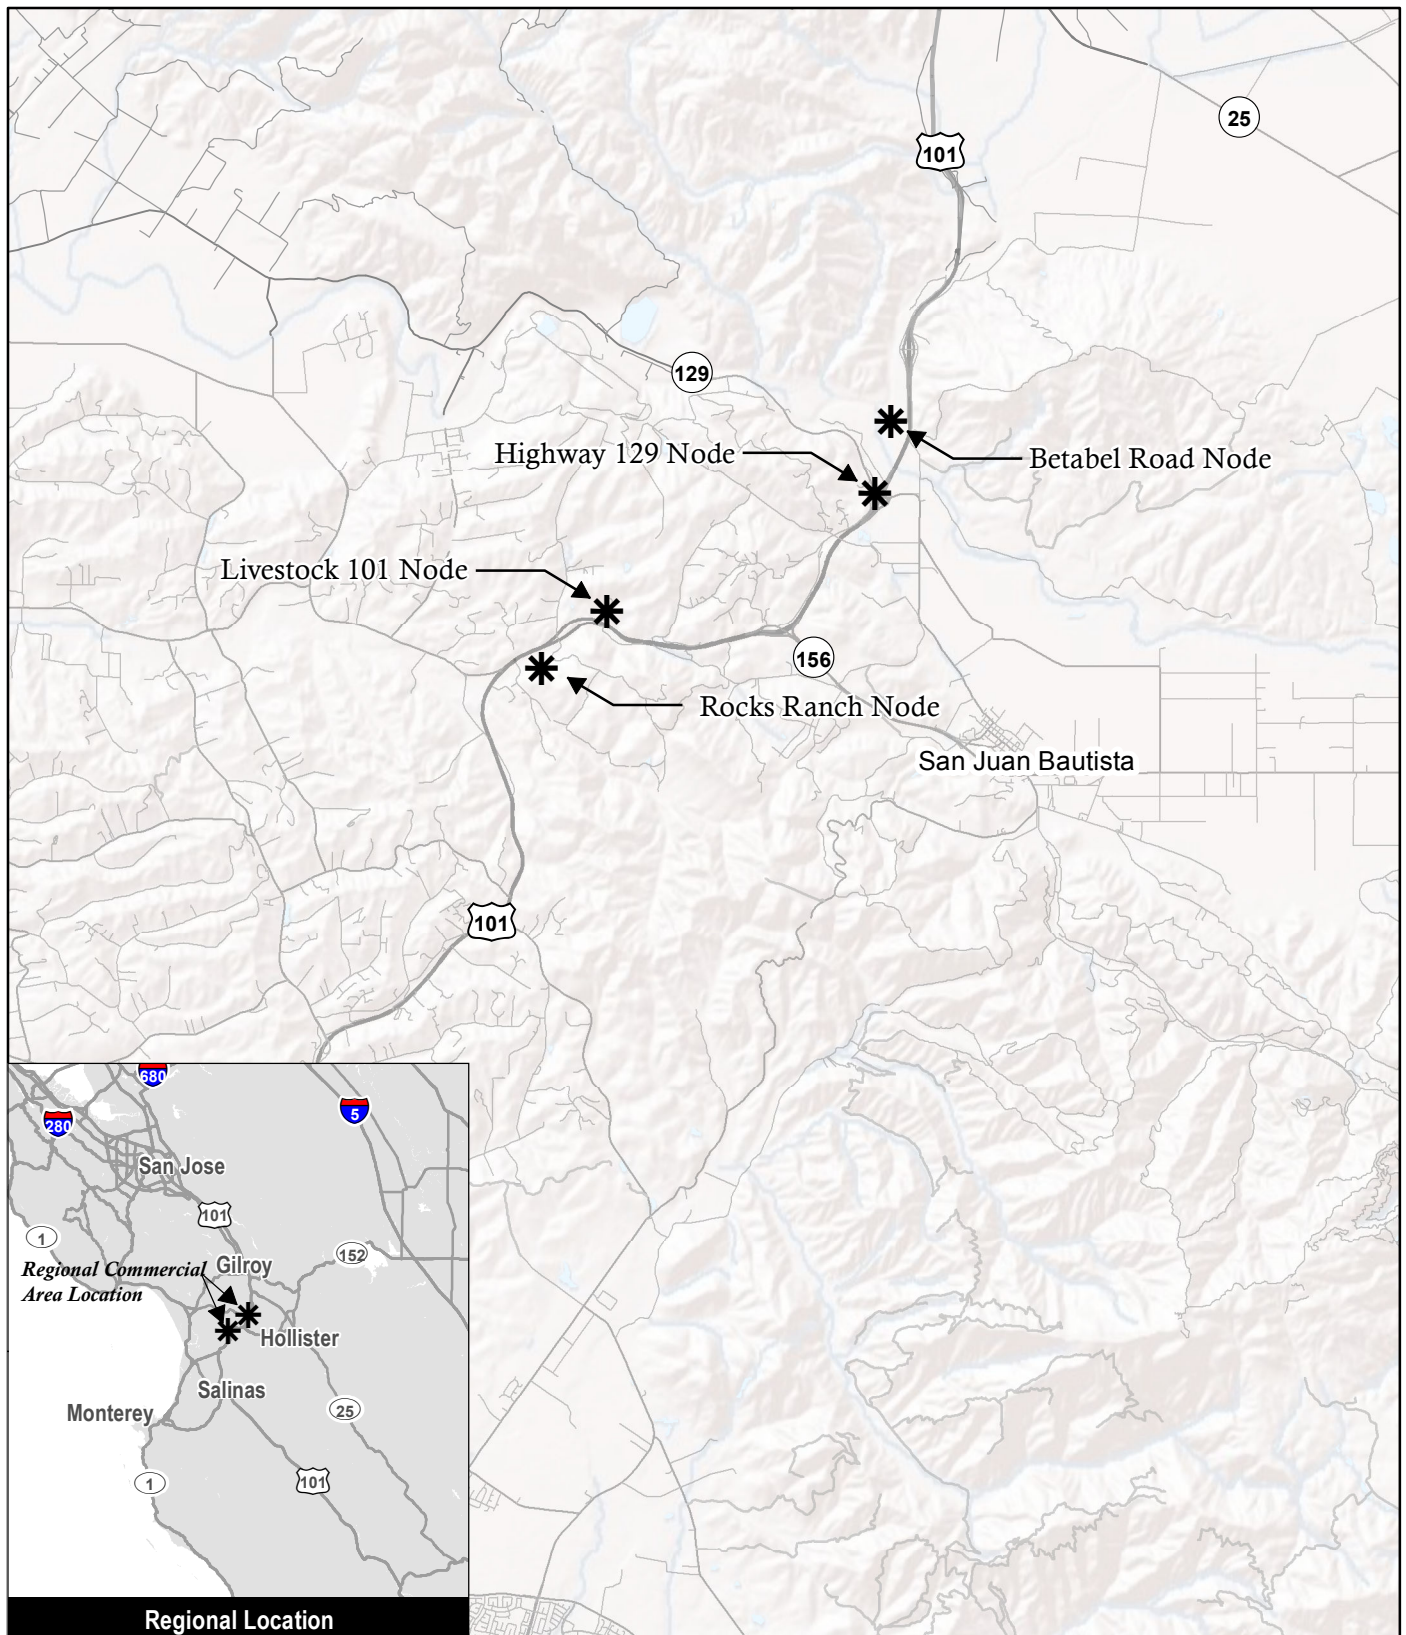 25
101
129
Highway 129 Node
Betabel Road Node
Livestock 101 Node
156
Rocks Ranch Node
San Juan Bautista
101
680
280
5
San Jose
101
1
152
Regional Commercial
Area Location
Gilroy
Hollister
Salinas
Monterey
25
1
101
Regional Location